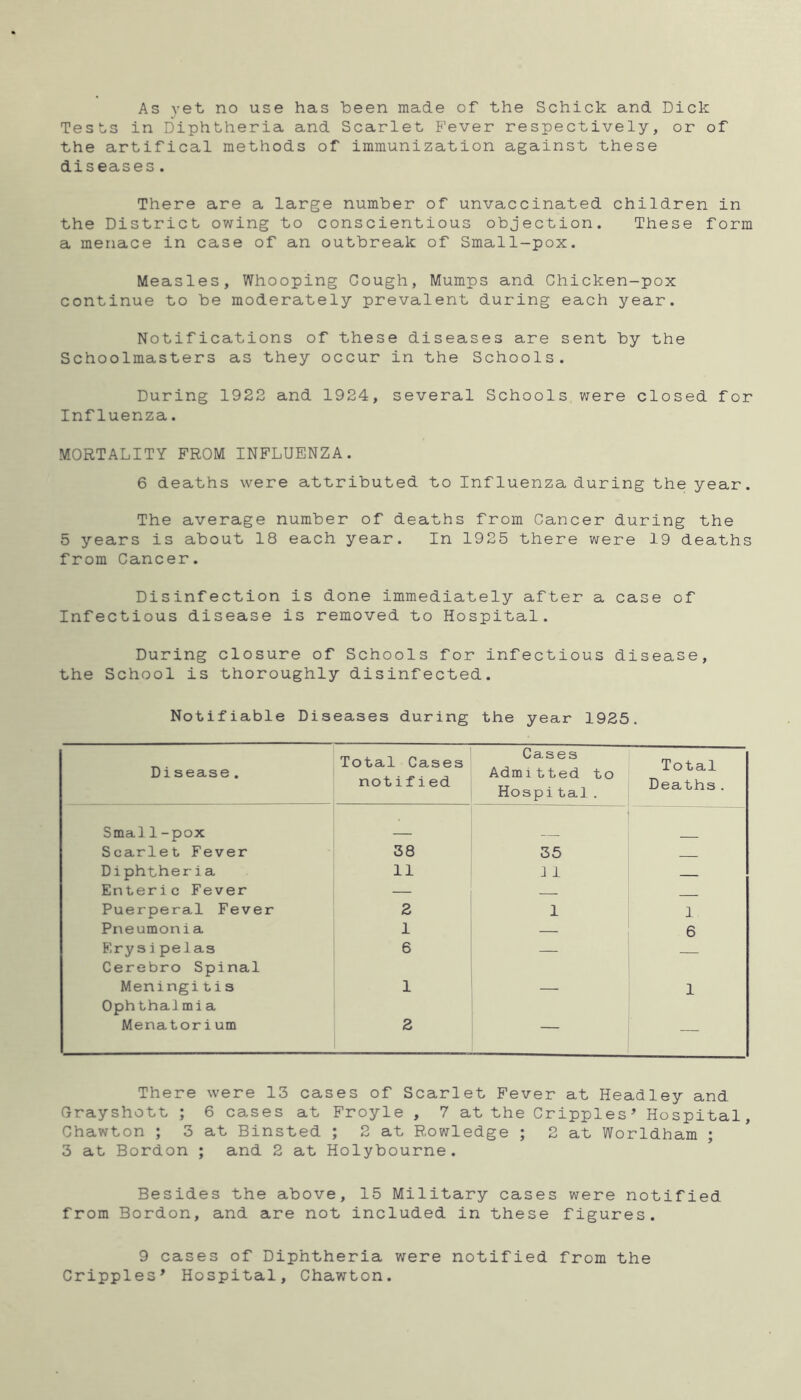 As yet no use has been made of the Schick and Dick
Tests in Diphtheria and Scarlet Fever respectively, or of
the artifical methods of immunization against these
diseases.
There are a large number of unvaccinated children in
the District owing to conscientious objection. These form
a menace in case of an outbreak of Small-pox.
Measles, Whooping Cough, Mumps and Chicken-pox
continue to be moderately prevalent during each year.
Notifications of these diseases are sent by the
Schoolmasters as they occur in the Schools.
During 1922 and 1924, several Schools were closed for
Influenza.
MORTALITY FROM INFLUENZA.
6 deaths were attributed to Influenza during the year.
The average number of deaths from Cancer during the
5 years is about 18 each year. In 1925 there were 19 deaths
from Cancer.
Disinfection is done immediately after a case of
Infectious disease is removed to Hospital.
During closure of Schools for infectious disease,
the School is thoroughly disinfected.
Notifiable Diseases during the year 1925.
Disease. Total Cases notified Cases Admitted to Hospital. Total Deaths.
Small-pox — — —
Scarlet Fever 38 35 —
Diphtheria 11 11 —
Enteric Fever — — —
Puerperal Fever 2 1 1
Pneumonia 1 — 6
Erysipelas 6 — —
Cerebro Spinal
Meningitis 1 — 1
Ophthalmia
Menatorium 2 — —
There were 13 cases of Scarlet Fever at Headley and
Grayshott ; 6 cases at Froyle , 7 at the Cripples' Hospital,
Chawton ; 3 at Binsted ; 2 at Rowledge ; 2 at Worldham ;
3 at Bordon ; and 2 at Holybourne.
Besides the above, 15 Military cases were notified
from Bordon, and are not included in these figures.
9 cases of Diphtheria were notified from the
Cripples' Hospital, Chawton.